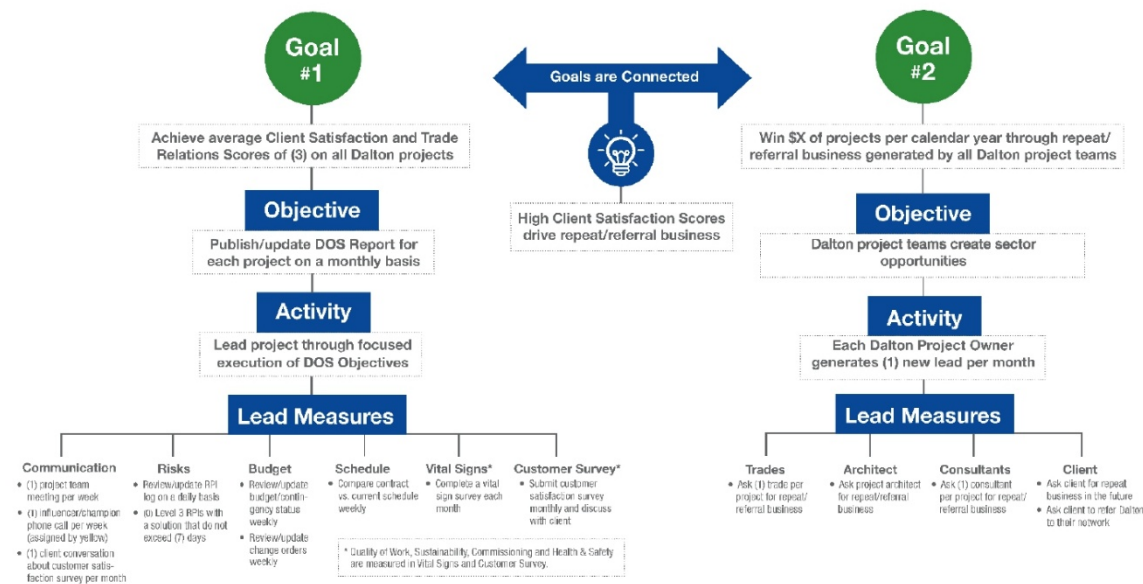 Goal
#1
Achieve average Client Satisfaction and Trade
Relations Scores of (3) on all Dalton projects
Objective
Publish/update DOS Report for
each project on a monthly basis
Activity
Lead project through focused
execution of DOS Objectives
Lead Measures
Communication
• (1) project team
meeting per week
• (1) influencer/champion
phone call per week
(assigned by yellow)
• (1) client conversation
about customer satis-
faction survey per month
Risks
• Review/update RPI
log on a daily basis
• (0) Level 3 RPIs with
a solution that do not
exceed (7) days
Budget
• Review/update
budget/contin-
gency status
weekly
• Review/update
change orders
weekly
Schedule
• Compare contract
vs. current schedule
weekly
Vital Signs*
• Complete a vital
sign survey each
month
Customer Survey*
• Submit customer
satisfaction survey
monthly and discuss
with client
* Quality of Work, Sustainability, Commissioning and Health & Safety
are measured in Vital Signs and Customer Survey.
Goals are Connected
High Client Satisfaction Scores
drive repeat/referral business
Goal
#2
Win $X of projects per calendar year through repeat/
referral business generated by all Dalton project teams
Objective
Dalton project teams create sector
opportunities
Activity
Each Dalton Project Owner
generates (1) new lead per month
Lead Measures
Trades
• Ask (1) trade per
project for repeat/
referral business
Architect
• Ask project architect
for repeat/referral
business
Consultants
• Ask (1) consultant
per project for repeat/
referral business
Client
• Ask client for repeat
business in the future
• Ask client to refer Dalton
to their network